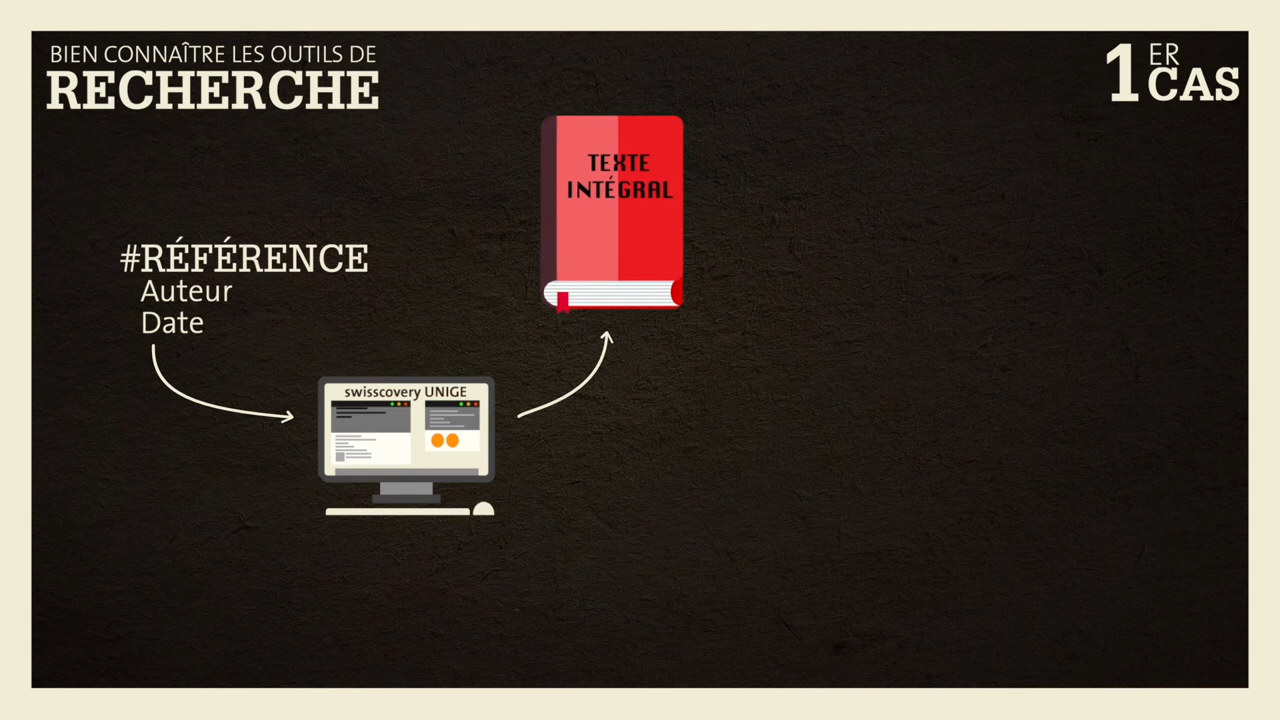 BIEN CONNAÎTRE LES OUTILS DE
RECHERCHE
1ER CAS
TEXTE
INTÉGRAL
#RÉFÉRENCE
Auteur
Date
swisscovery UNIGE